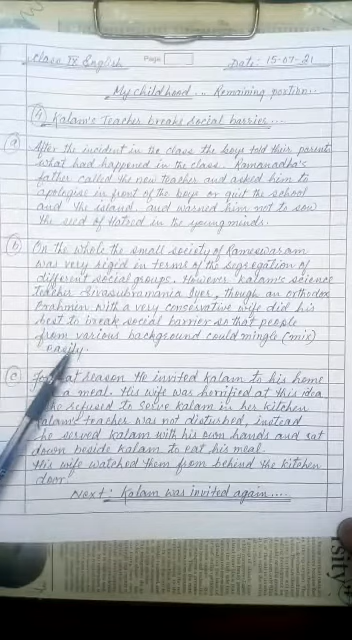 Class IX English Page Date: 15-07-21
My childhood... Remaining portion...
④ Kalam's Teacher breaks social barries...
ⓐ After the incident in the class the boys told their parents
what had happened in the class. Ramanadha's
father called the new teacher and asked him to
apologise in front of the boys or quit the school
and the island. and warned him not to sow
the seed of Hatred in the young minds.
ⓑ On the whole the small society of Rameswaram
was very rigid in terms of the segregation of
different social groups. However kalam's science
teacher Sivasubramania Iyer, though an orthodox
Brahmen with a very conservative wife did his
best to break social barrier so that people
from various background could mingle (mix)
easily.
ⓒ For that reason He invited kalam to his home
a meal. His wife was horrified at this idea
she refused to serve kalam in her kitchen
Kalam's teacher was not disturbed, instead
he served kalam with his own hands and sat
down beside kalam to eat his meal.
His wife watched them from behind the kitchen
door.
Next: Kalam was invited again....